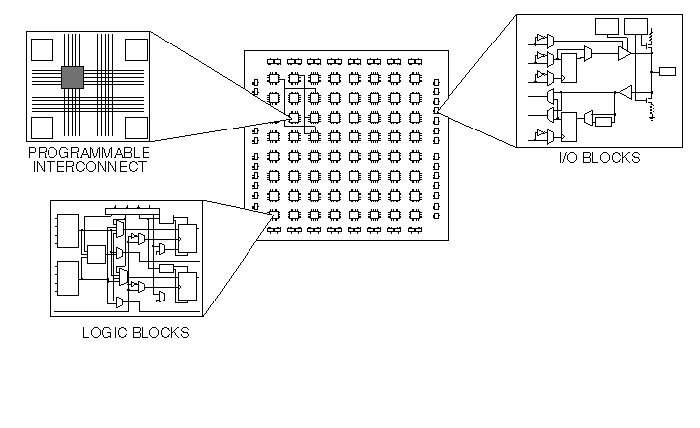 PROGRAMMABLE
INTERCONNECT
I/O BLOCKS
LOGIC BLOCKS